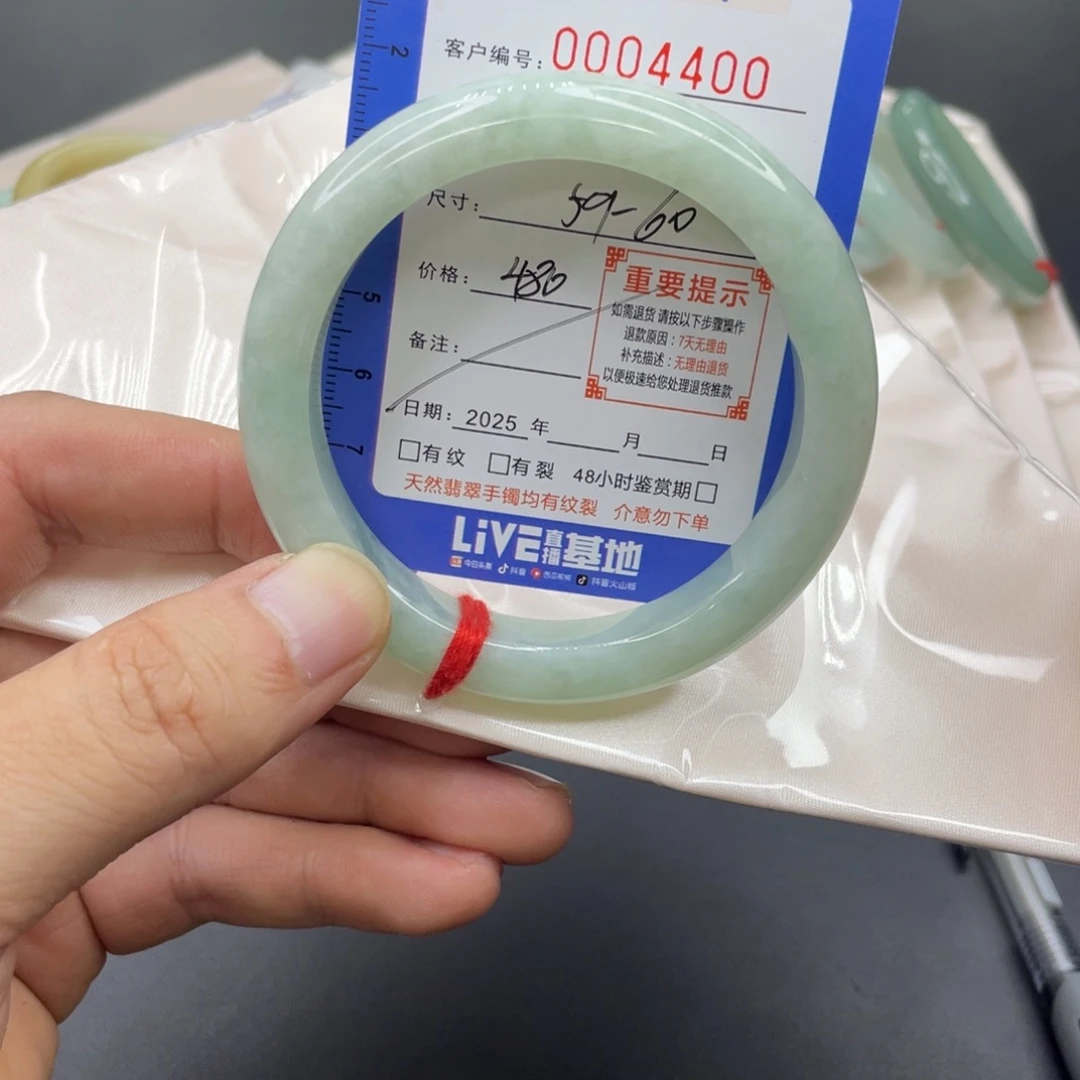 2
客户编号: 0004400
尺寸: 59-60
5
价格: 480
重要提示
如需退货 请按以下步骤操作
退款原因：7天无理由
补充描述：无理由退货
以便极速给您处理退货推款
6
备注:
日期: 2025 年 月 日
7
□有纹 □有裂 48小时鉴赏期□
天然翡翠手镯均有纹裂 介意勿下单
LiVE直播基地
今日头条 抖音 西瓜视频 抖音火山版